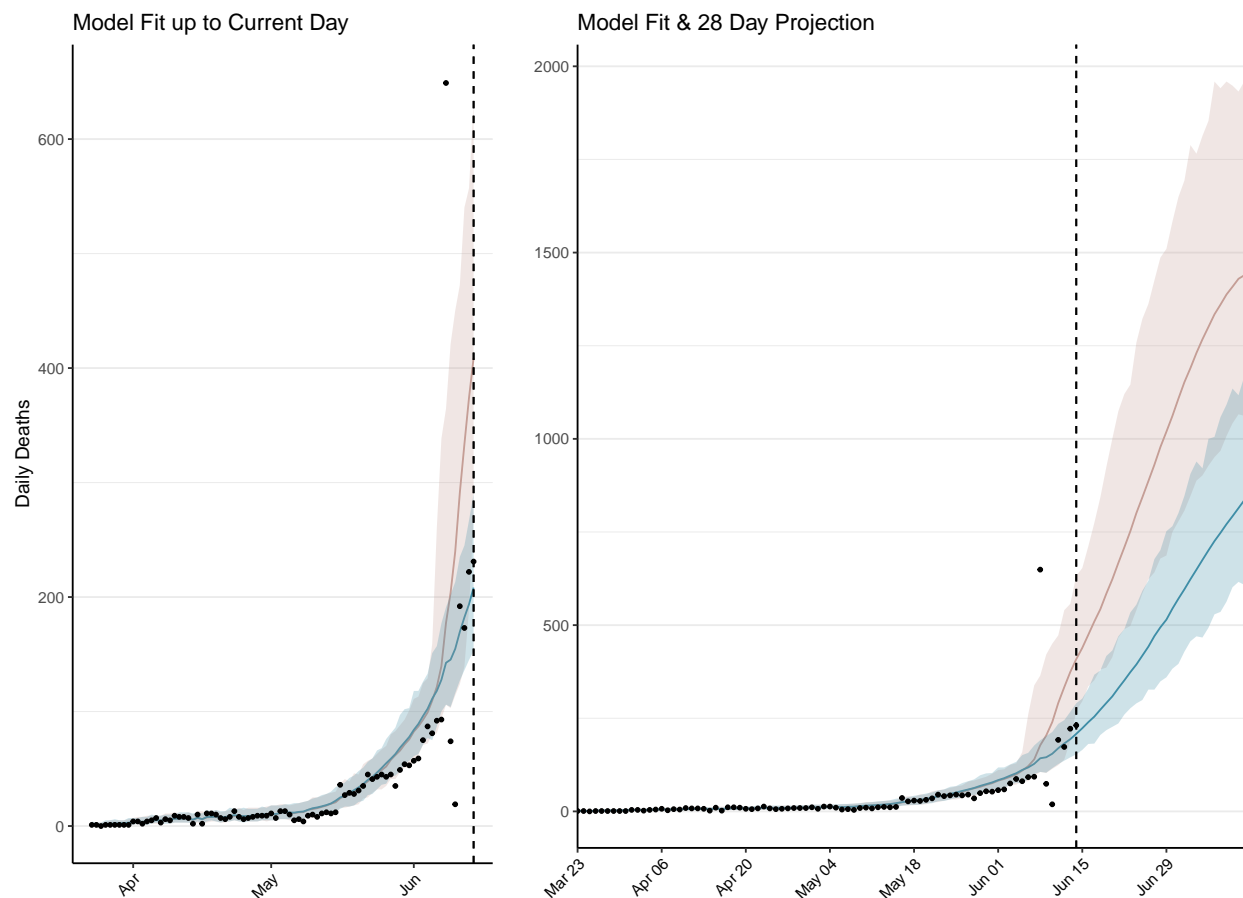 Model Fit up to Current Day
Daily Deaths
600
400
200
0
Apr
May
Jun
Model Fit & 28 Day Projection
2000
1500
1000
500
0
Mar 23
Apr 06
Apr 20
May 04
May 18
Jun 01
Jun 15
Jun 29